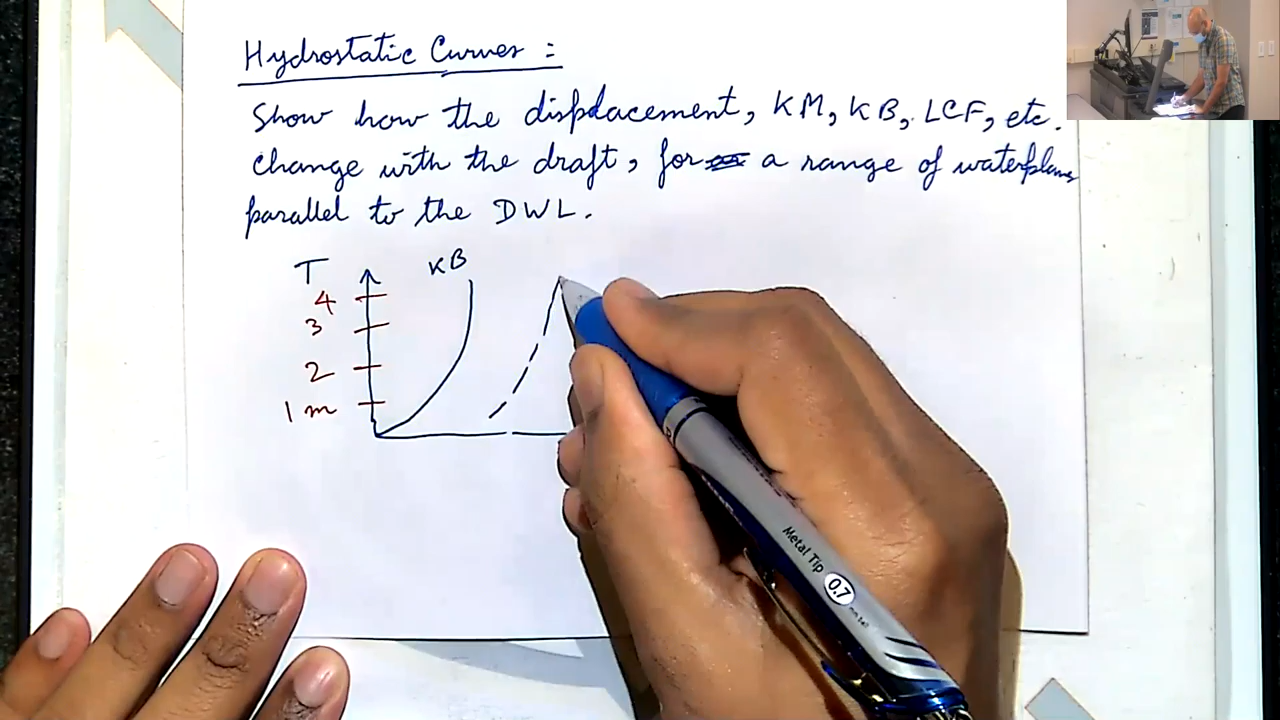 Hydrostatic Curves :
Show how the displacement, KM, KB, LCF, etc.
change with the draft, for a range of waterplanes
parallel to the DWL.
T
KB
4
3
2
1 m
Metal Tip 0.7